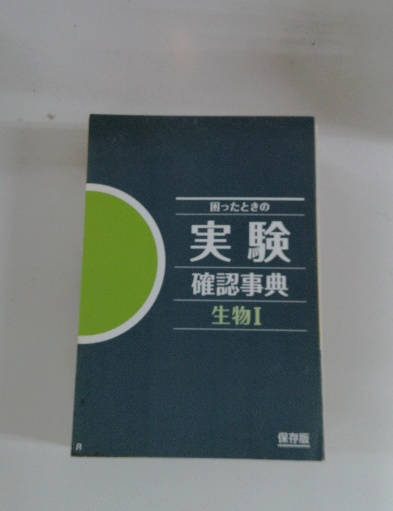 困ったときの
実験
確認事典
生物I
保存版